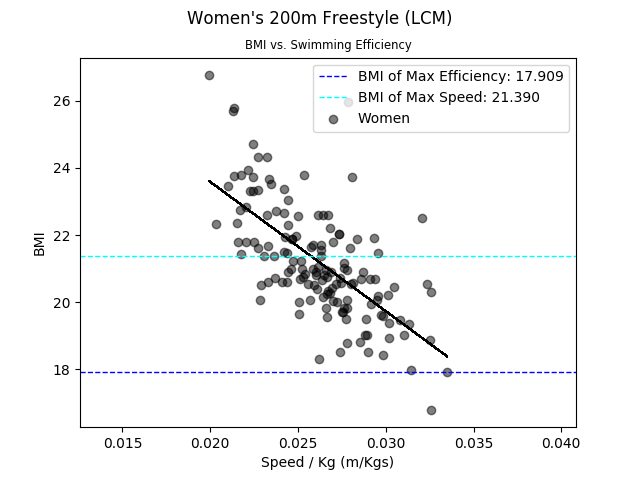 Women's 200m Freestyle (LCM)
BMI vs. Swimming Efficiency
BMI of Max Efficiency: 17.909
BMI of Max Speed: 21.390
Women
26
24
22
20
18
BMI
0.015
0.020
0.025
0.030
0.035
0.040
Speed / Kg (m/Kgs)